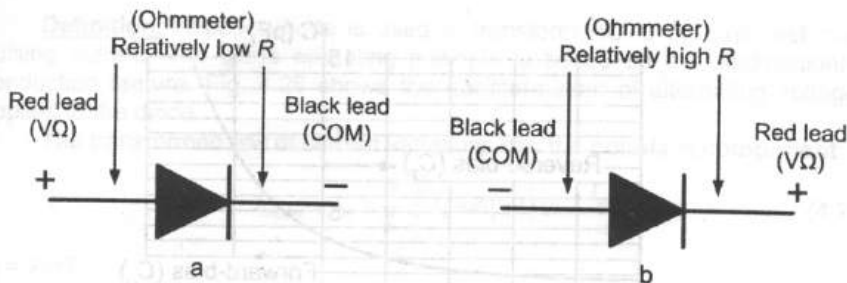 (Ohmmeter)
Relatively low R
Red lead
(VΩ)
Black lead
(COM)
+
−
a
(Ohmmeter)
Relatively high R
Black lead
(COM)
Red lead
(VΩ)
−
+
b